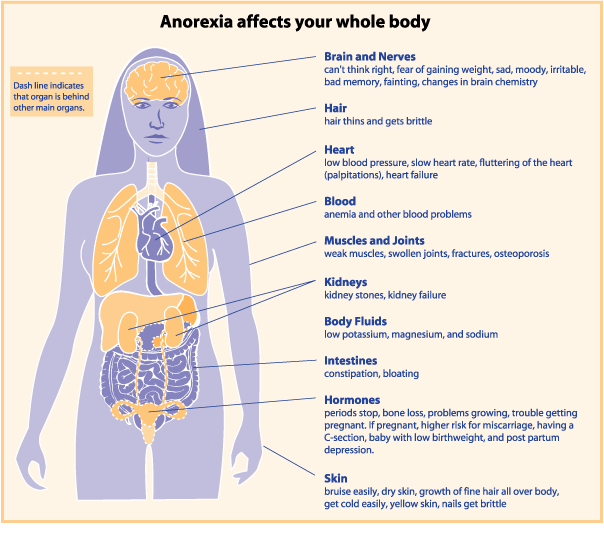 Anorexia affects your whole body
Dash line indicates
that organ is behind
other main organs.
Brain and Nerves
can't think right, fear of gaining weight, sad, moody, irritable,
bad memory, fainting, changes in brain chemistry
Hair
hair thins and gets brittle
Heart
low blood pressure, slow heart rate, fluttering of the heart
(palpitations), heart failure
Blood
anemia and other blood problems
Muscles and Joints
weak muscles, swollen joints, fractures, osteoporosis
Kidneys
kidney stones, kidney failure
Body Fluids
low potassium, magnesium, and sodium
Intestines
constipation, bloating
Hormones
periods stop, bone loss, problems growing, trouble getting
pregnant. If pregnant, higher risk for miscarriage, having a
C-section, baby with low birthweight, and post partum
depression.
Skin
bruise easily, dry skin, growth of fine hair all over body,
get cold easily, yellow skin, nails get brittle